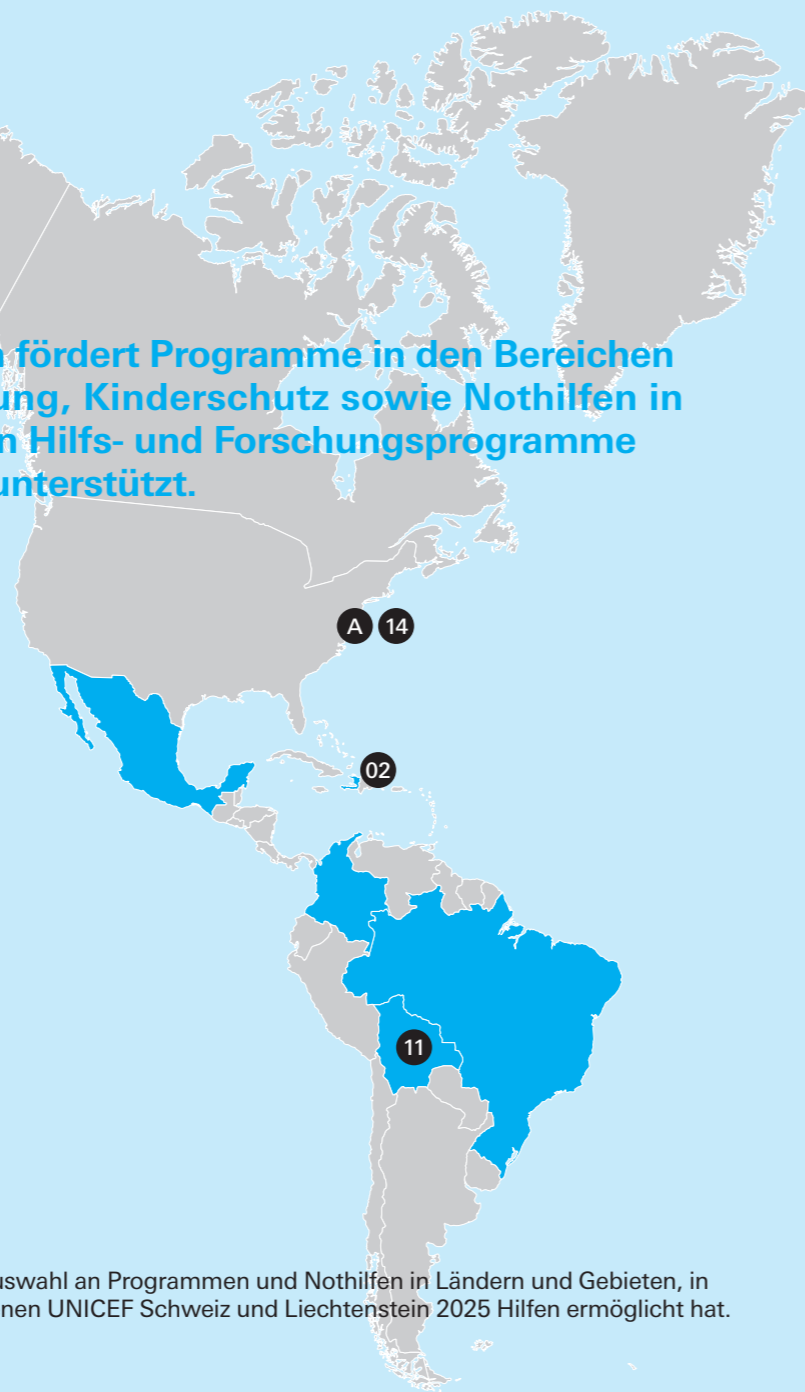 fördert Programme in den Bereichen
ung, Kinderschutz sowie Nothilfen in
n Hilfs- und Forschungsprogramme
unterstützt.
A 14
02
11
uswahl an Programmen und Nothilfen in Ländern und Gebieten, in
nen UNICEF Schweiz und Liechtenstein 2025 Hilfen ermöglicht hat.